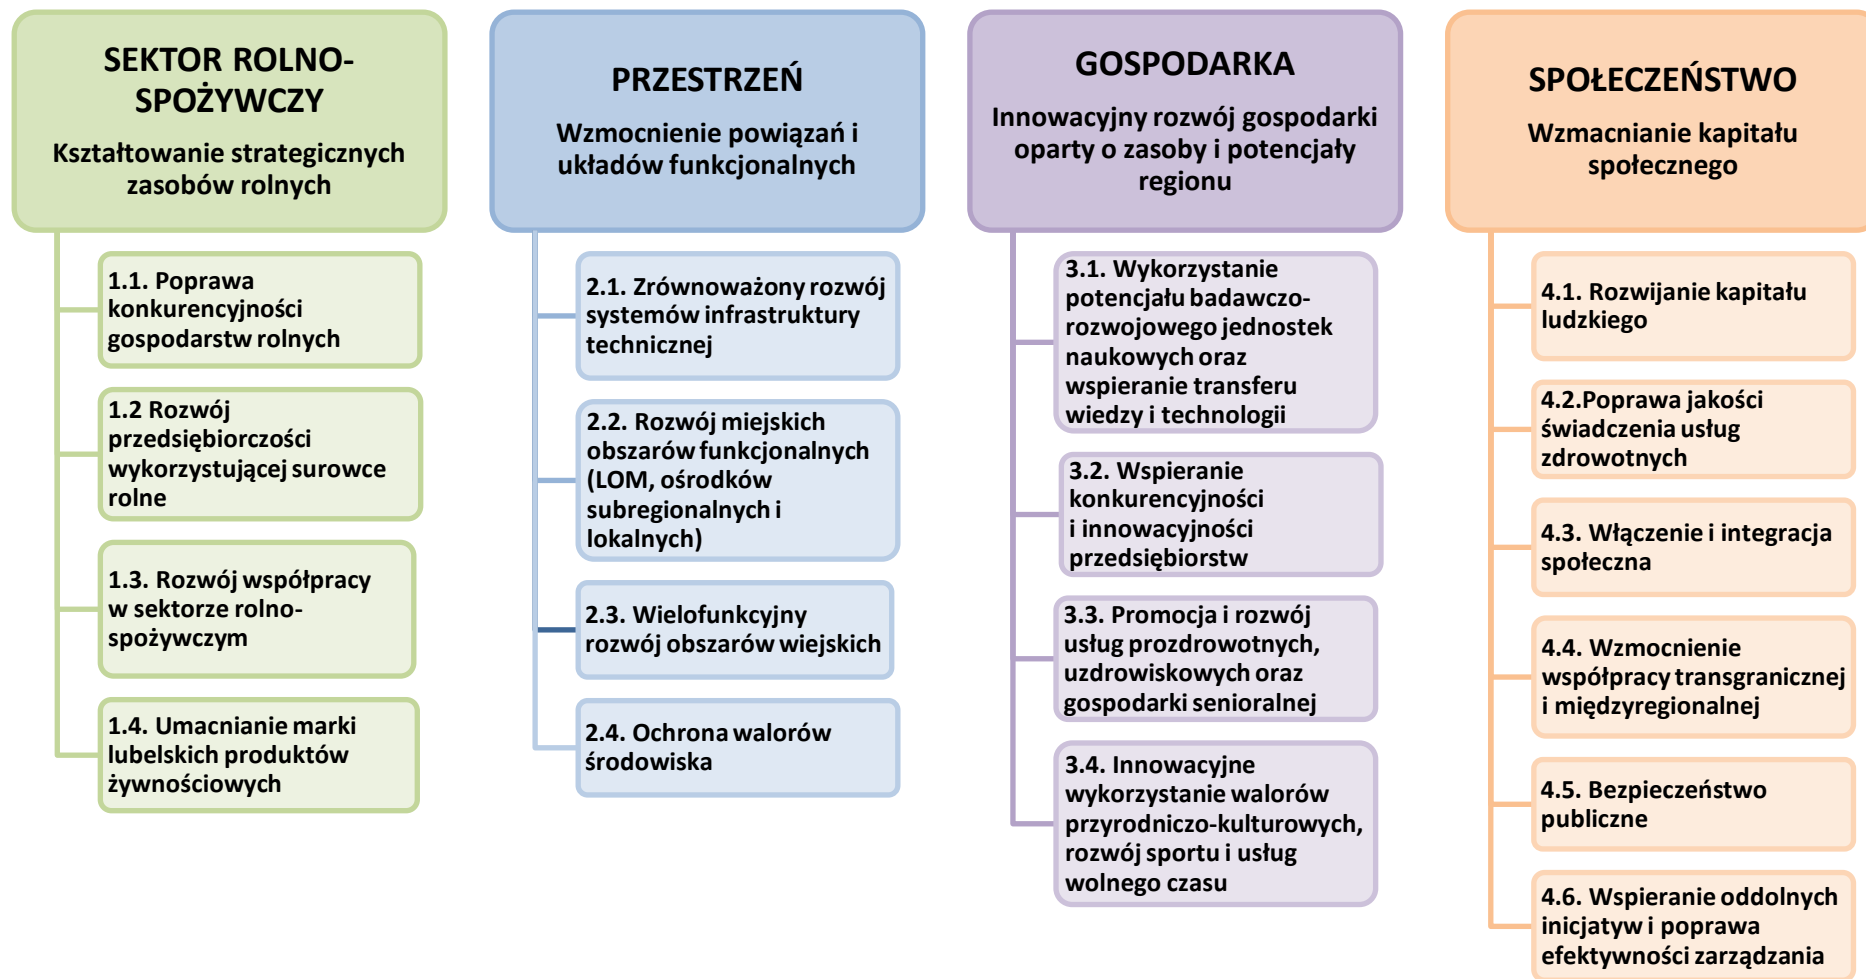 SEKTOR ROLNO-
SPOŻYWCZY
Kształtowanie strategicznych
zasobów rolnych
1.1. Poprawa
konkurencyjności
gospodarstw rolnych
1.2 Rozwój
przedsiębiorczości
wykorzystującej surowce
rolne
1.3. Rozwój współpracy
w sektorze rolno-
spożywczym
1.4. Umacnianie marki
lubelskich produktów
żywnościowych
PRZESTRZEŃ
Wzmocnienie powiązań i
układów funkcjonalnych
2.1. Zrównoważony rozwój
systemów infrastruktury
technicznej
2.2. Rozwój miejskich
obszarów funkcjonalnych
(LOM, ośrodków
subregionalnych i
lokalnych)
2.3. Wielofunkcyjny
rozwój obszarów wiejskich
2.4. Ochrona walorów
środowiska
GOSPODARKA
Innowacyjny rozwój gospodarki
oparty o zasoby i potencjały
regionu
3.1. Wykorzystanie
potencjału badawczo-
rozwojowego jednostek
naukowych oraz
wspieranie transferu
wiedzy i technologii
3.2. Wspieranie
konkurencyjności
i innowacyjności
przedsiębiorstw
3.3. Promocja i rozwój
usług prozdrowotnych,
uzdrowiskowych oraz
gospodarki senioralnej
3.4. Innowacyjne
wykorzystanie walorów
przyrodniczo-kulturowych,
rozwój sportu i usług
wolnego czasu
SPOŁECZEŃSTWO
Wzmacnianie kapitału
społecznego
4.1. Rozwijanie kapitału
ludzkiego
4.2.Poprawa jakości
świadczenia usług
zdrowotnych
4.3. Włączenie i integracja
społeczna
4.4. Wzmocnienie
współpracy transgranicznej
i międzyregionalnej
4.5. Bezpieczeństwo
publiczne
4.6. Wspieranie oddolnych
inicjatyw i poprawa
efektywności zarządzania